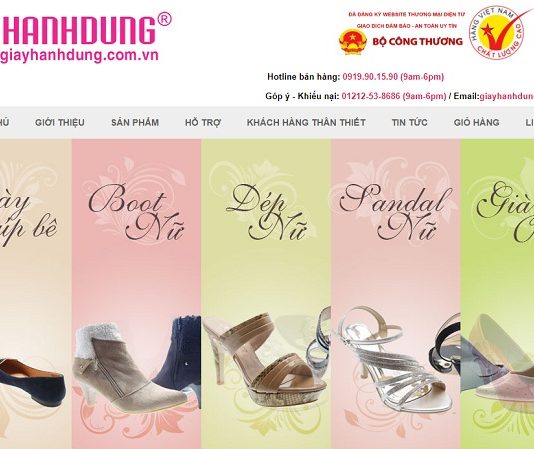 HANHDUNG®
giayhanhdung.com.vn
ĐÃ ĐĂNG KÝ WEBSITE THƯƠNG MẠI ĐIỆN TỬ
GIAO DỊCH ĐẢM BẢO - AN TOÀN UY TÍN
BỘ CÔNG THƯƠNG
HÀNG VIỆT NAM
CHẤT LƯỢNG CAO
Hotline bán hàng: 0919.90.15.90 (9am-6pm)
Góp ý - Khiếu nại: 01212-53-8686 (9am-6pm) / Email:giayhanhdun
HỦ GIỚI THIỆU SẢN PHẨM HỖ TRỢ KHÁCH HÀNG THÂN THIẾT TIN TỨC GIỎ HÀNG LI
ày
úp bê
Boot
Nữ
Dép
Nữ
Sandal
Nữ
Già